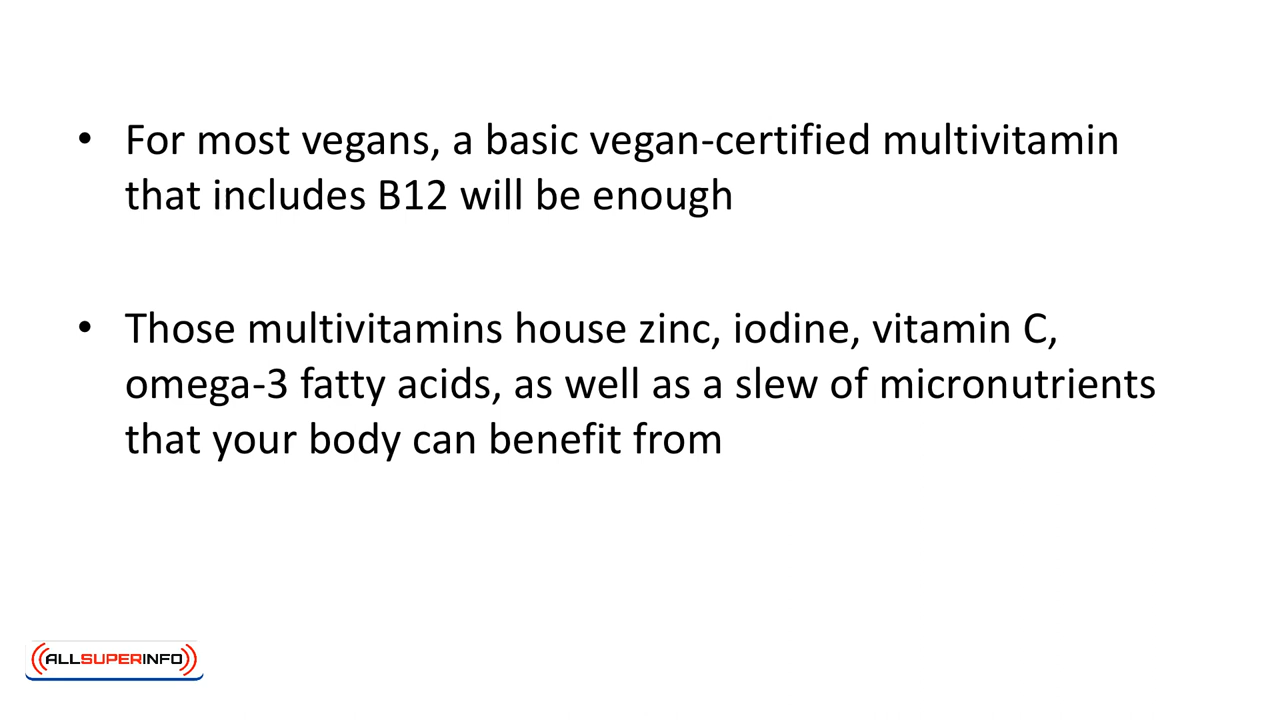 • For most vegans, a basic vegan-certified multivitamin
that includes B12 will be enough
• Those multivitamins house zinc, iodine, vitamin C,
omega-3 fatty acids, as well as a slew of micronutrients
that your body can benefit from
ALLSUPERINFO